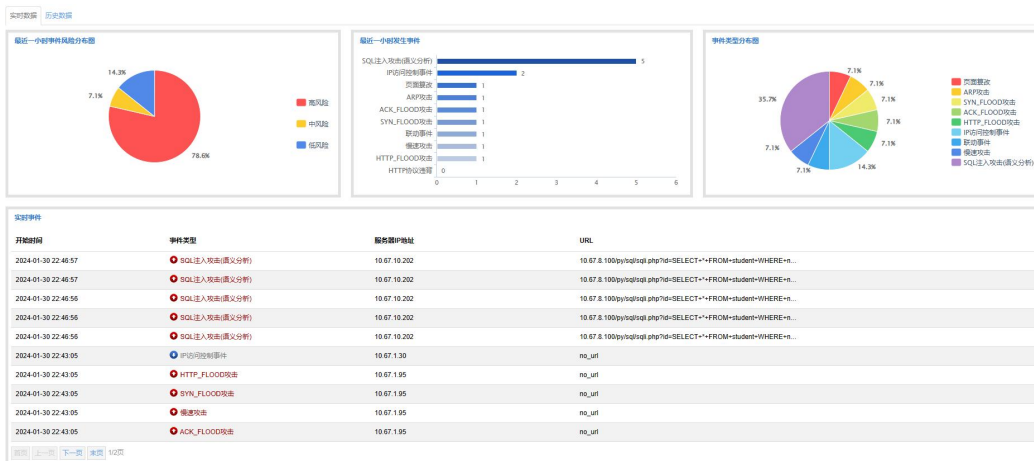 实时数据 历史数据
最近一小时事件风险分布图
14.3%
7.1%
78.6%
高风险
中风险
低风险
最近一小时发生事件
SQL注入攻击(语义分析) 5
IP访问控制事件 2
页面篡改 1
ARP攻击 1
ACK_FLOOD攻击 1
SYN_FLOOD攻击 1
联动事件 1
慢速攻击 1
HTTP_FLOOD攻击 1
HTTP协议违背 0
0 1 2 3 4 5 6
事件类型分布图
7.1%
7.1%
7.1%
7.1%
7.1%
14.3%
7.1%
7.1%
35.7%
页面篡改
ARP攻击
SYN_FLOOD攻击
ACK_FLOOD攻击
HTTP_FLOOD攻击
IP访问控制事件
联动事件
慢速攻击
SQL注入攻击(语义分析)
实时事件
开始时间 事件类型 服务器IP地址 URL
2024-01-30 22:46:57 SQL注入攻击(语义分析) 10.67.10.202 10.67.8.100/py/sql/sqli.php?id=SELECT+*+FROM+student+WHERE+n...
2024-01-30 22:46:57 SQL注入攻击(语义分析) 10.67.10.202 10.67.8.100/py/sql/sqli.php?id=SELECT+*+FROM+student+WHERE+n...
2024-01-30 22:46:56 SQL注入攻击(语义分析) 10.67.10.202 10.67.8.100/py/sql/sqli.php?id=SELECT+*+FROM+student+WHERE+n...
2024-01-30 22:46:56 SQL注入攻击(语义分析) 10.67.10.202 10.67.8.100/py/sql/sqli.php?id=SELECT+*+FROM+student+WHERE+n...
2024-01-30 22:46:56 SQL注入攻击(语义分析) 10.67.10.202 10.67.8.100/py/sql/sqli.php?id=SELECT+*+FROM+student+WHERE+n...
2024-01-30 22:43:05 IP访问控制事件 10.67.1.30 no_url
2024-01-30 22:43:05 HTTP_FLOOD攻击 10.67.1.95 no_url
2024-01-30 22:43:05 SYN_FLOOD攻击 10.67.1.95 no_url
2024-01-30 22:43:05 慢速攻击 10.67.1.95 no_url
2024-01-30 22:43:05 ACK_FLOOD攻击 10.67.1.95 no_url
首页 上一页 下一页 末页 1/2页